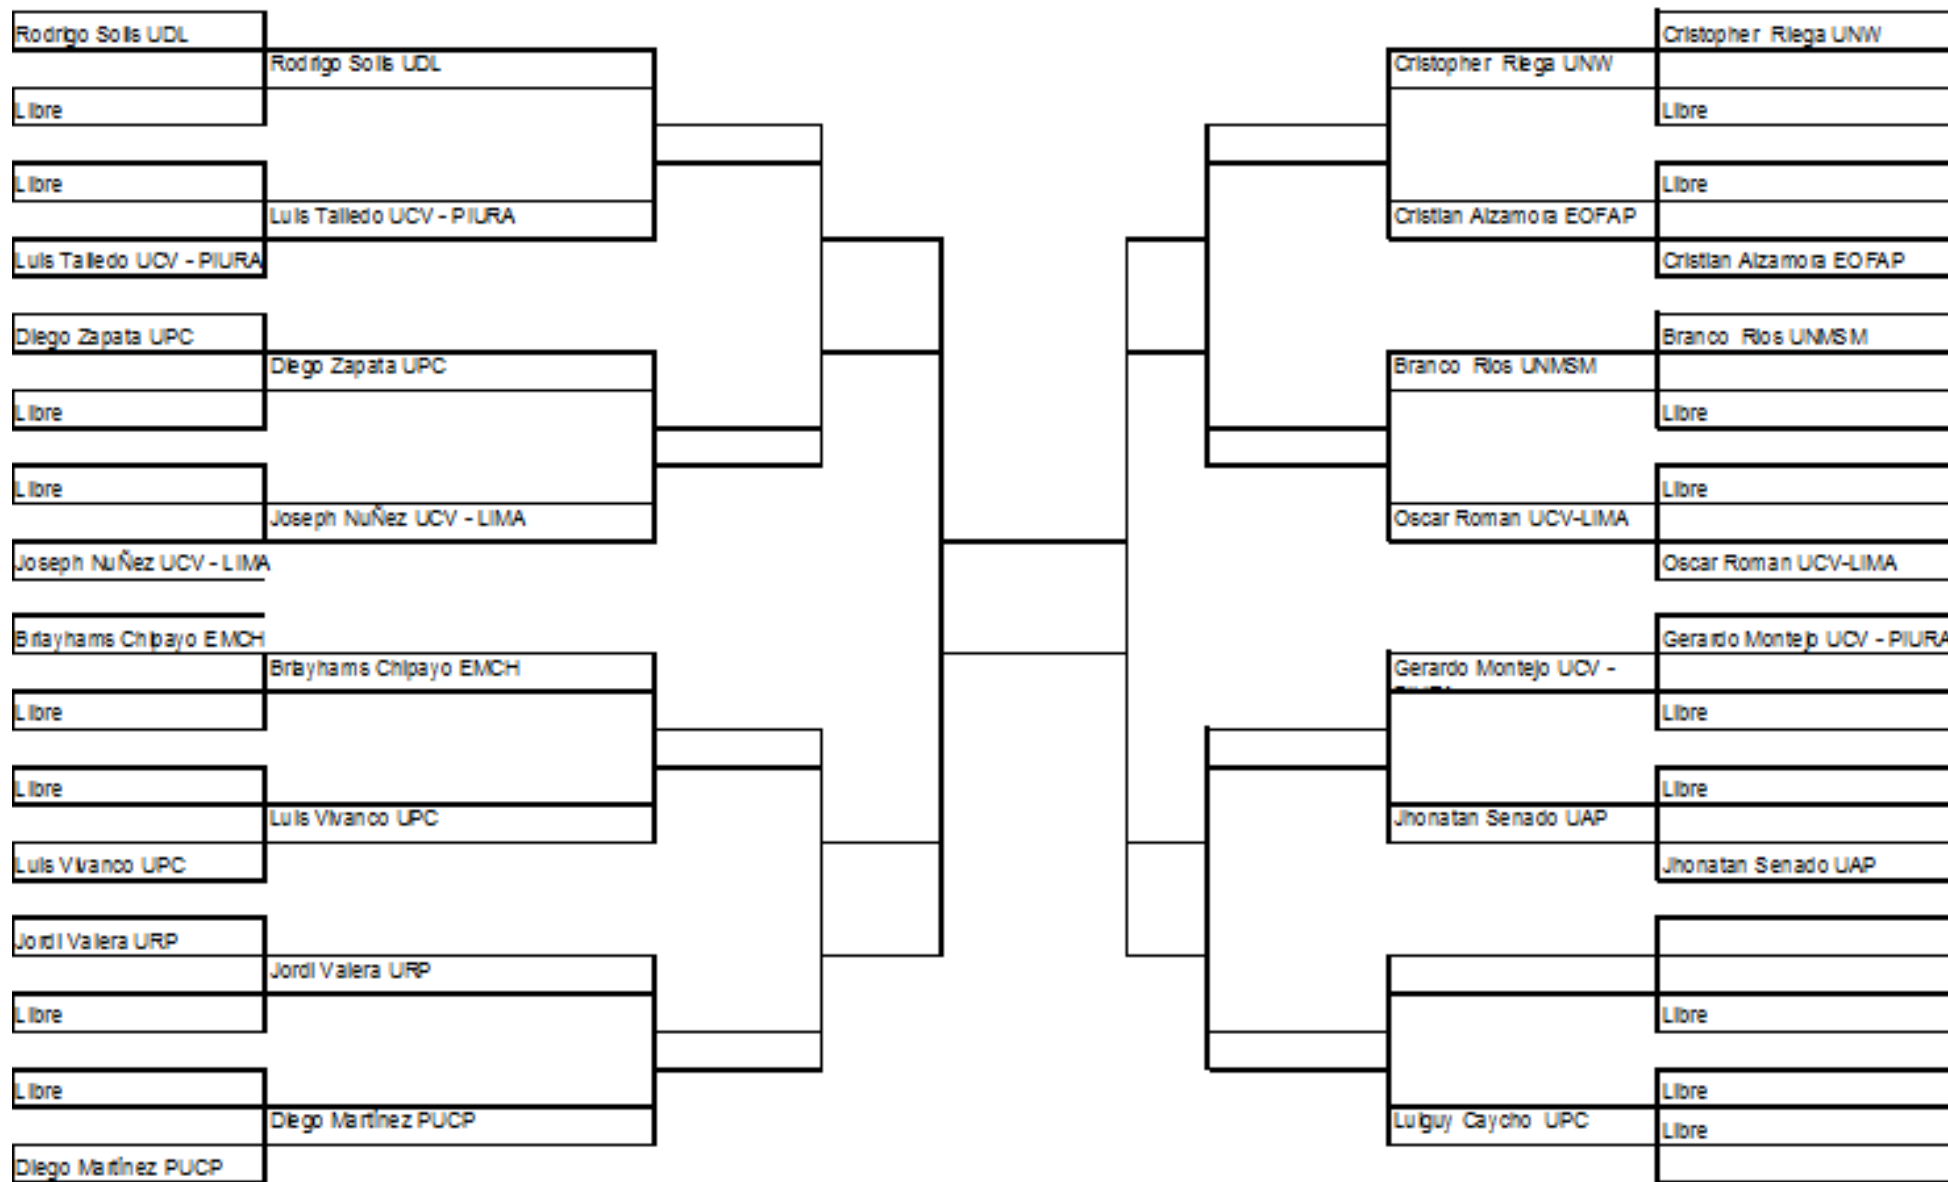 Rodrigo Solis UDL
Rodrigo Solis UDL
Libre
Libre
Luis Talledo UCV - PIURA
Luis Talledo UCV - PIURA
Diego Zapata UPC
Diego Zapata UPC
Libre
Libre
Joseph NuÑez UCV - LIMA
Joseph NuÑez UCV - LIMA
Briayhams Chipayo EMCH
Briayhams Chipayo EMCH
Libre
Libre
Luis Vivanco UPC
Luis Vivanco UPC
Jordi Valera URP
Jordi Valera URP
Libre
Libre
Diego Martínez PUCP
Diego Martínez PUCP
Cristopher Riega UNW
Cristopher Riega UNW
Libre
Libre
Cristian Alzamora EOFAP
Cristian Alzamora EOFAP
Branco Rios UNMSM
Branco Rios UNMSM
Libre
Libre
Oscar Roman UCV-LIMA
Oscar Roman UCV-LIMA
Gerardo Montejo UCV - PIURA
Gerardo Montejo UCV -
Libre
Libre
Jhonatan Senado UAP
Jhonatan Senado UAP
Libre
Libre
Luiguy Caycho UPC
Libre